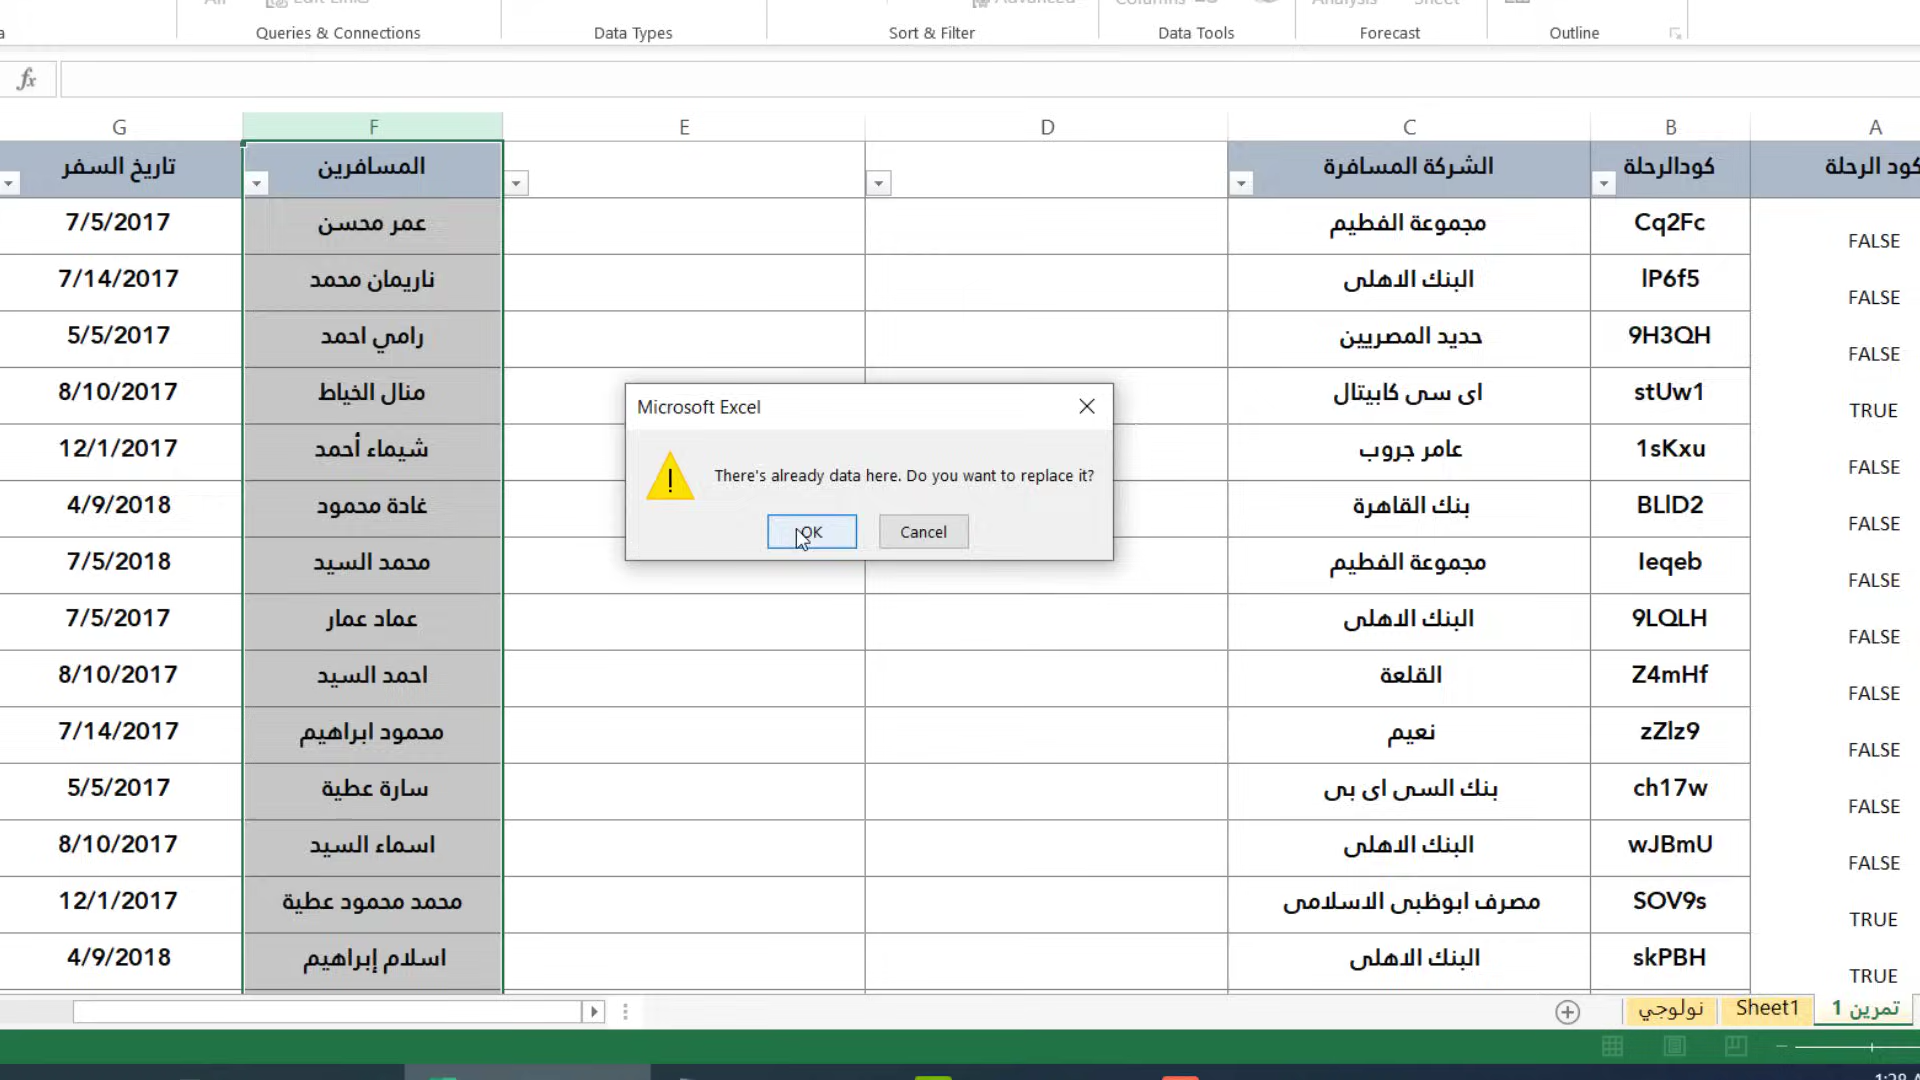 All Edit Links Advanced Columns Analysis Sheet
Queries & Connections Data Types Sort & Filter Data Tools Forecast Outline
fx
G F E D C B A
تاريخ السفر المسافرين الشركة المسافرة كودالرحلة كود الرحلة
7/5/2017 عمر محسن مجموعة الفطيم Cq2Fc FALSE
7/14/2017 ناريمان محمد البنك الاهلى lP6f5 FALSE
5/5/2017 رامي احمد حديد المصريين 9H3QH FALSE
8/10/2017 منال الخياط اى سى كابيتال stUw1 TRUE
12/1/2017 شيماء أحمد عامر جروب 1sKxu FALSE
4/9/2018 غادة محمود بنك القاهرة BLlD2 FALSE
7/5/2018 محمد السيد مجموعة الفطيم Ieqeb FALSE
7/5/2017 عماد عمار البنك الاهلى 9LQLH FALSE
8/10/2017 احمد السيد القلعة Z4mHf FALSE
7/14/2017 محمود ابراهيم نعيم zZlz9 FALSE
5/5/2017 سارة عطية بنك السى اى بى ch17w FALSE
8/10/2017 اسماء السيد البنك الاهلى wJBmU FALSE
12/1/2017 محمد محمود عطية مصرف ابوظبى الاسلامى SOV9s TRUE
4/9/2018 اسلام إبراهيم البنك الاهلى skPBH TRUE
Microsoft Excel
There's already data here. Do you want to replace it?
OK Cancel
نولوجي Sheet1 تمرين 1